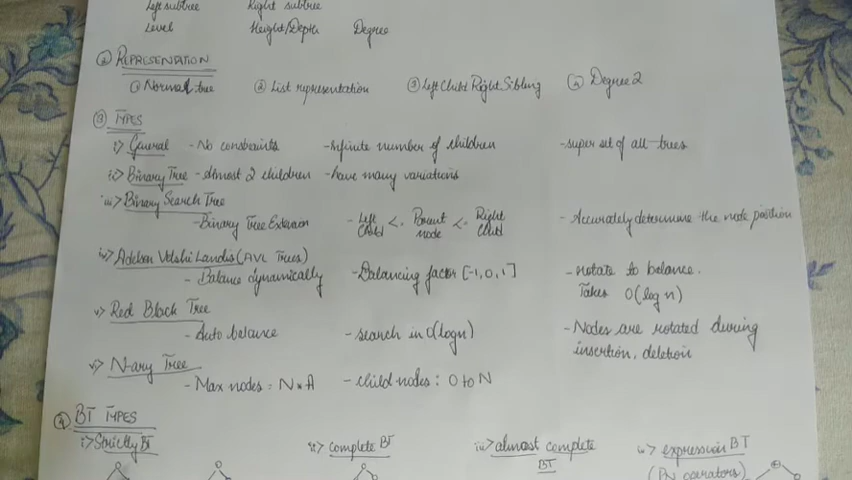 Left subtree Right subtree
Level Height/Depth Degree
② REPRESENTATION
① Normal tree ② List representation ③ Left Child Right Sibling ④ Degree 2
③ TYPES
i> General - No constraints - Infinite number of children - super set of all trees
ii> Binary Tree - Atmost 2 children - have many variations
iii> Binary Search Tree
- Binary Tree Extension - Left Child < Parent node < Right Child - Accurately determine the node position
iv> Adelson Velshi Landis (AVL Trees)
- Balance dynamically - Balancing factor [-1,0,1] - rotate to balance.
Takes O(log n)
v> Red Black Tree
- Auto balance - search in O(logn) - Nodes are rotated during
insertion, deletion
vi> N-ary Tree
- Max nodes = N * A - child nodes : 0 to N
④ BT TYPES
i> Strictly BT ii> complete BT iii> almost complete BT iv> expression BT
operators)